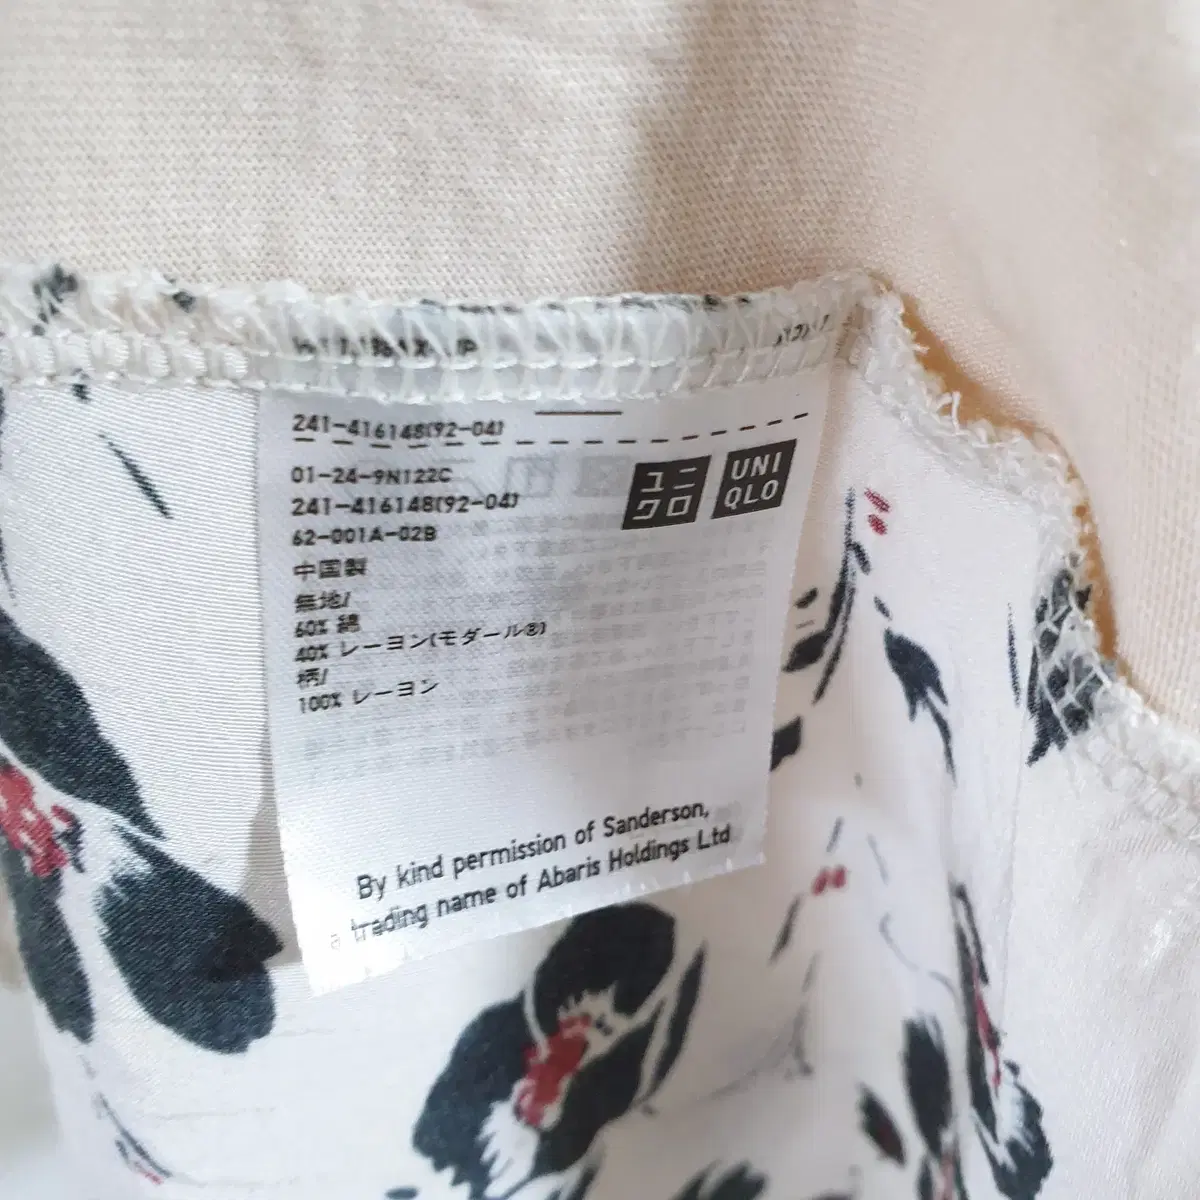 241-416148(92-04)
01-24-9N122C
241-416148(92-04)
62-001A-02B
中国製
無地/
60% 綿
40% レーヨン(モダール®)
柄/
100% レーヨン
ユニ
クロ
UNI
QLO
By kind permission of Sanderson,
a trading name of Abaris Holdings Ltd